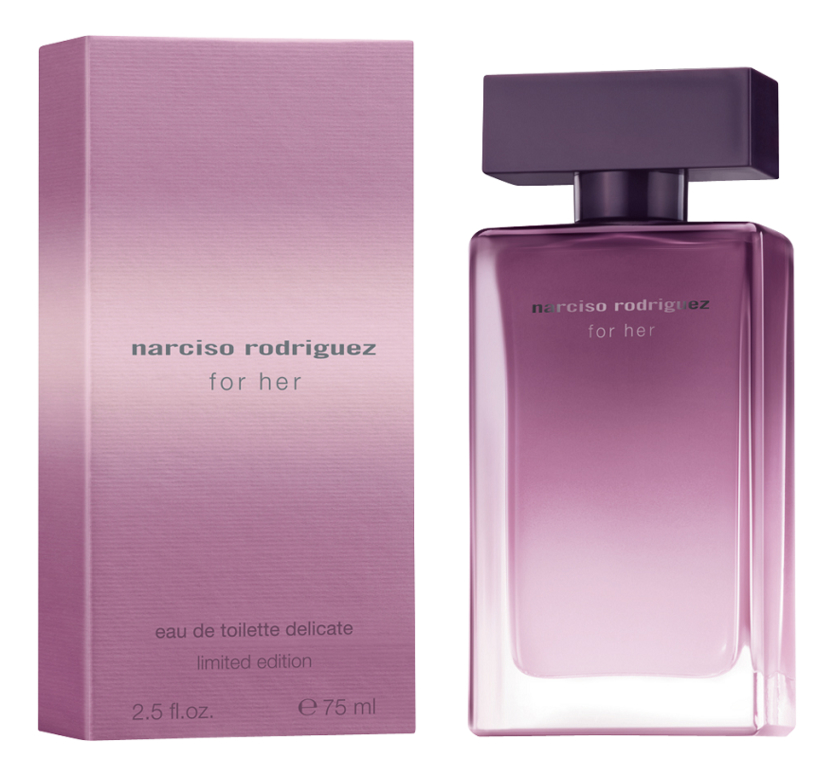 narciso rodriguez
for her
eau de toilette delicate
limited edition
2.5 fl.oz. ℮ 75 ml
narciso rodriguez
for her